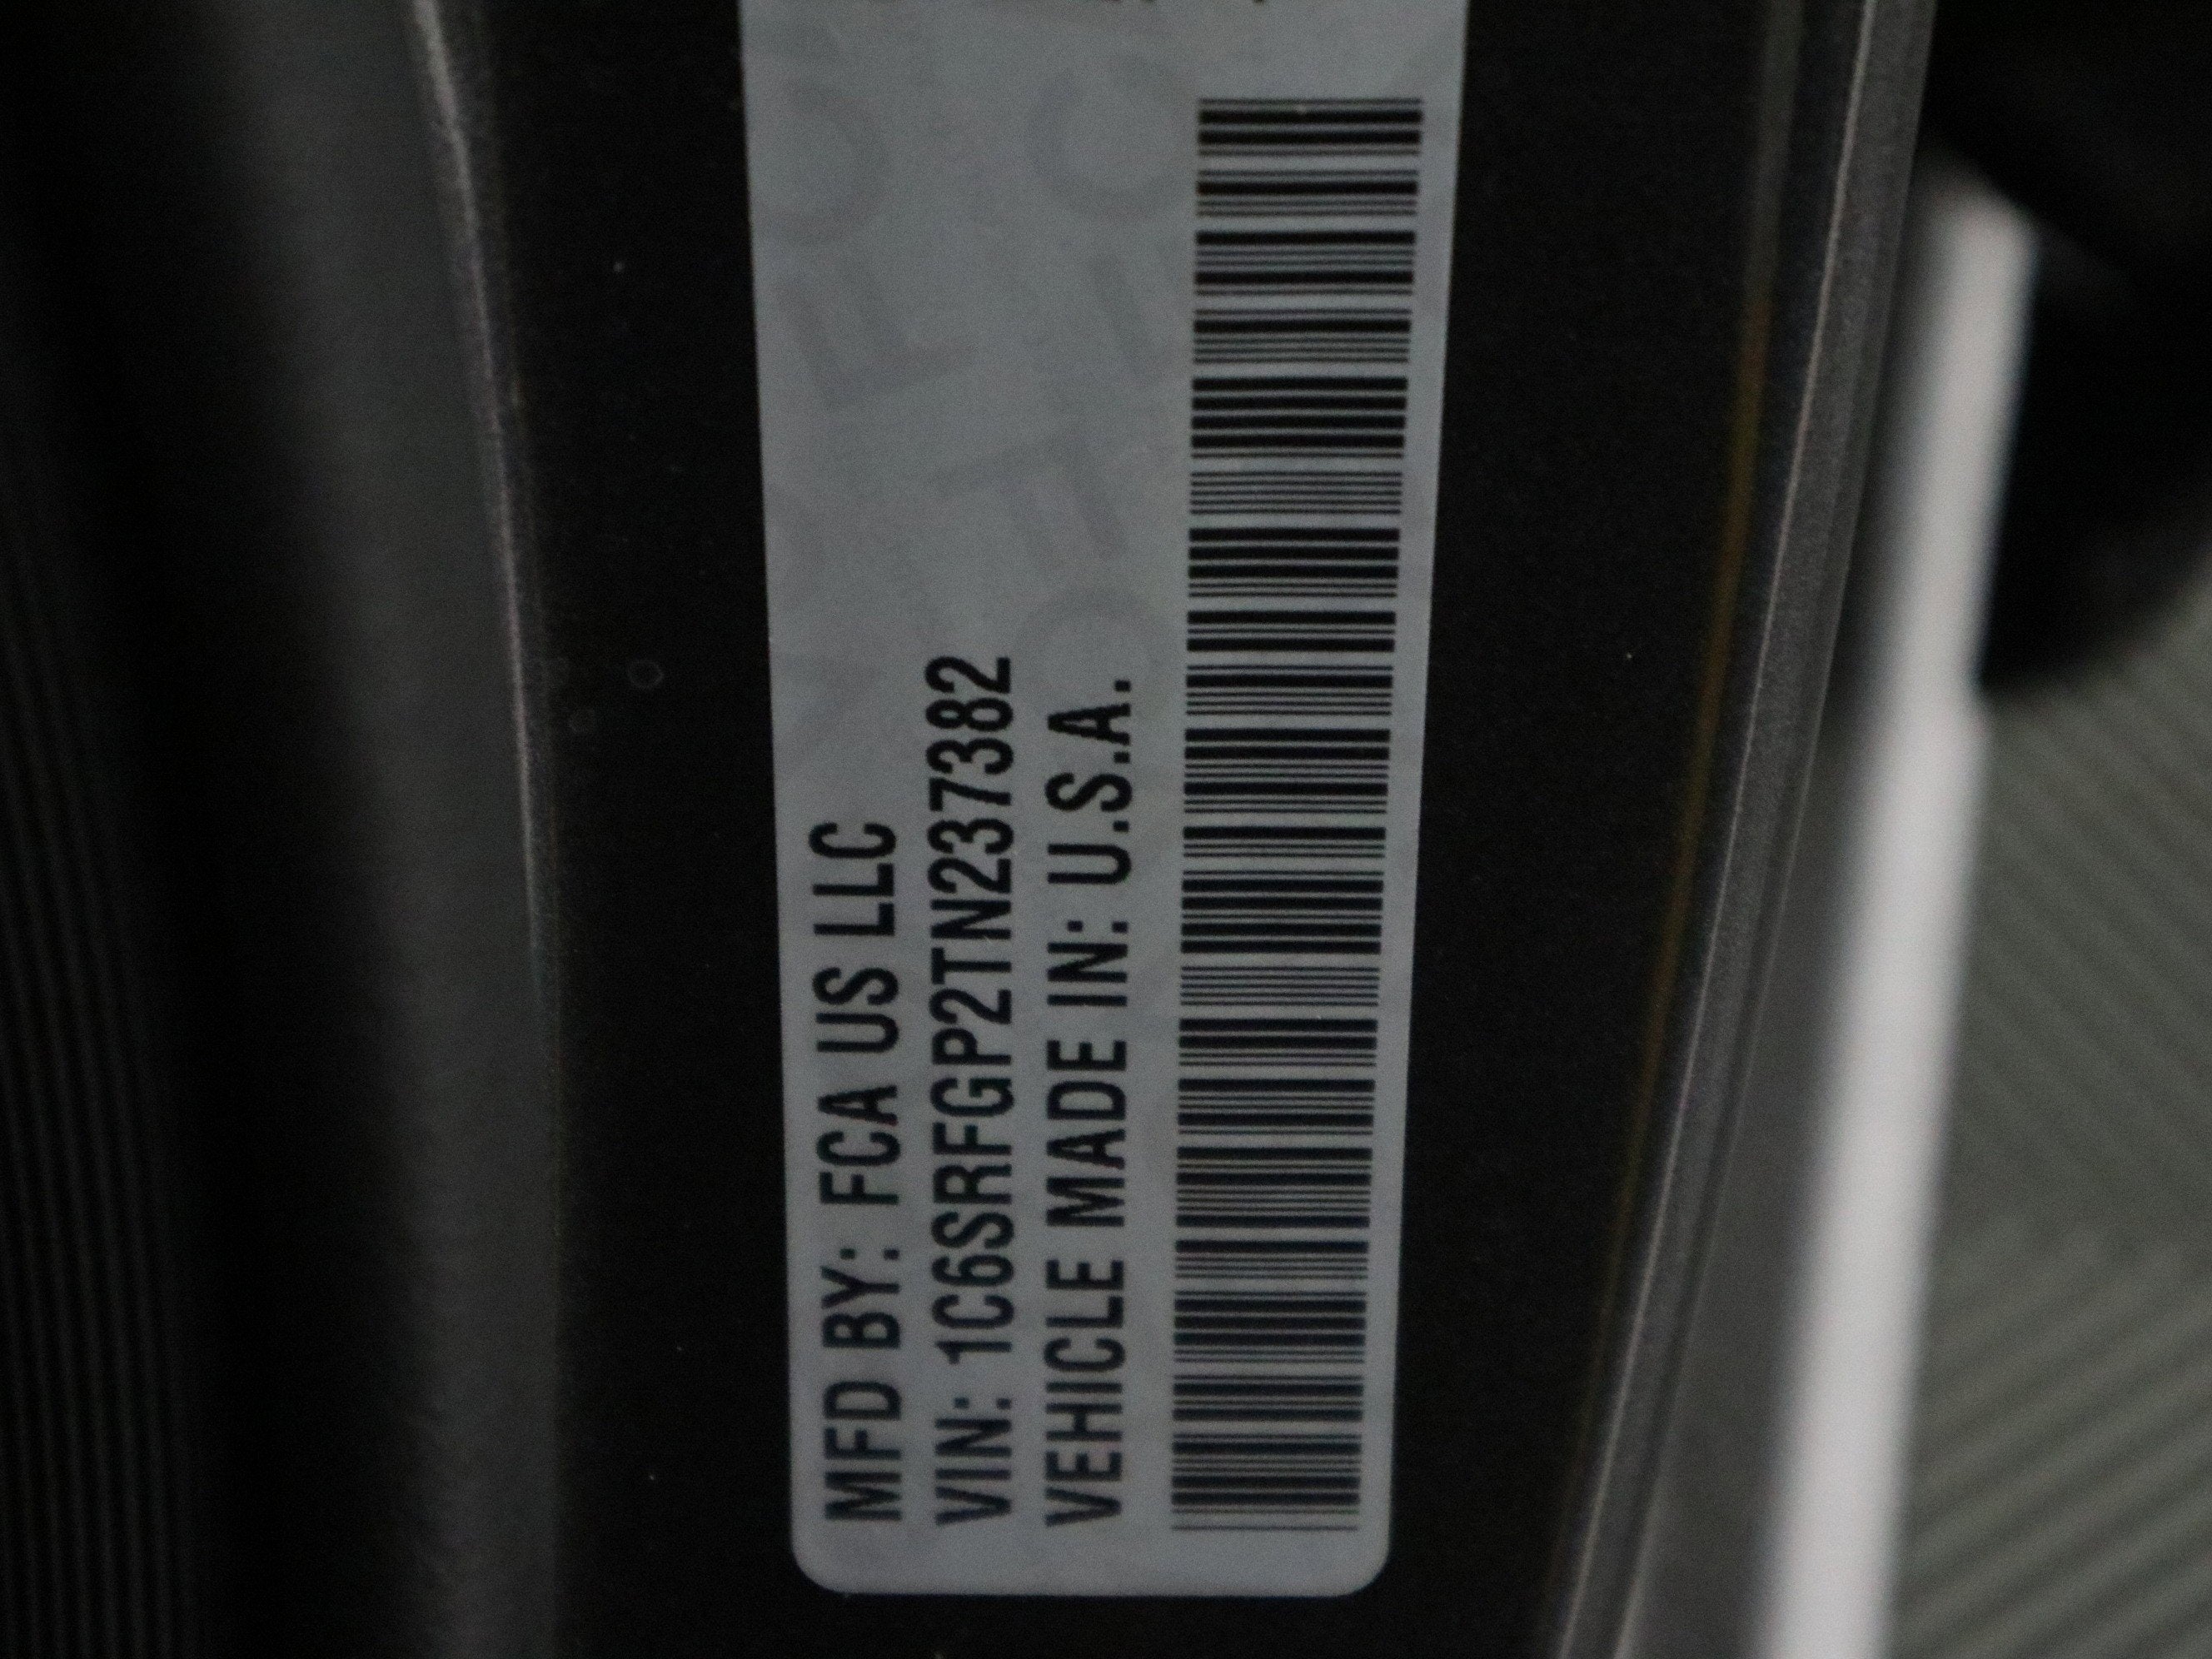 MFD BY: FCA US LLC
VIN: 1C6SRFGP2TN237382
VEHICLE MADE IN: U.S.A.